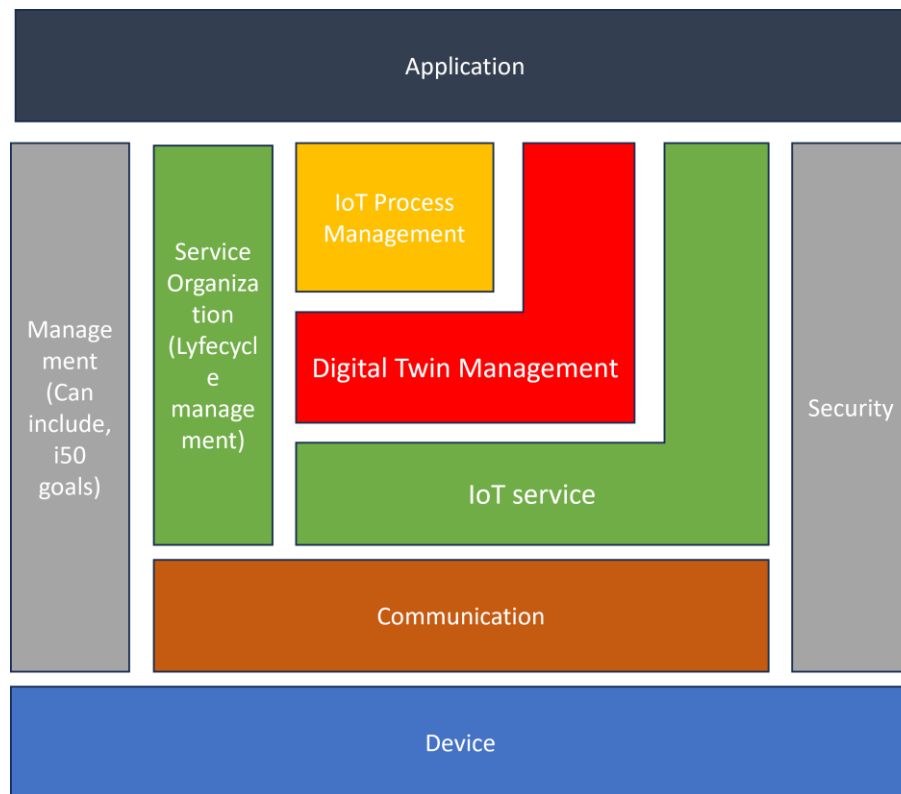 Application
IoT Process
Management
Service
Organiza
tion
(Lyfecycl
e
manage
ment)
Manage
ment
(Can
include,
i50
goals)
Digital Twin Management
Security
IoT service
Communication
Device